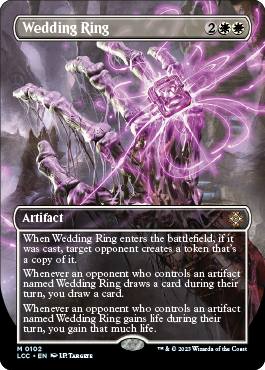 Wedding Ring 2
Artifact
When Wedding Ring enters the battlefield, if it
was cast, target opponent creates a token that's
a copy of it.
Whenever an opponent who controls an artifact
named Wedding Ring draws a card during their
turn, you draw a card.
Whenever an opponent who controls an artifact
named Wedding Ring gains life during their
turn, you gain that much life.
M 0102
LCC • EN J.P. Targete ™ & © 2023 Wizards of the Coast